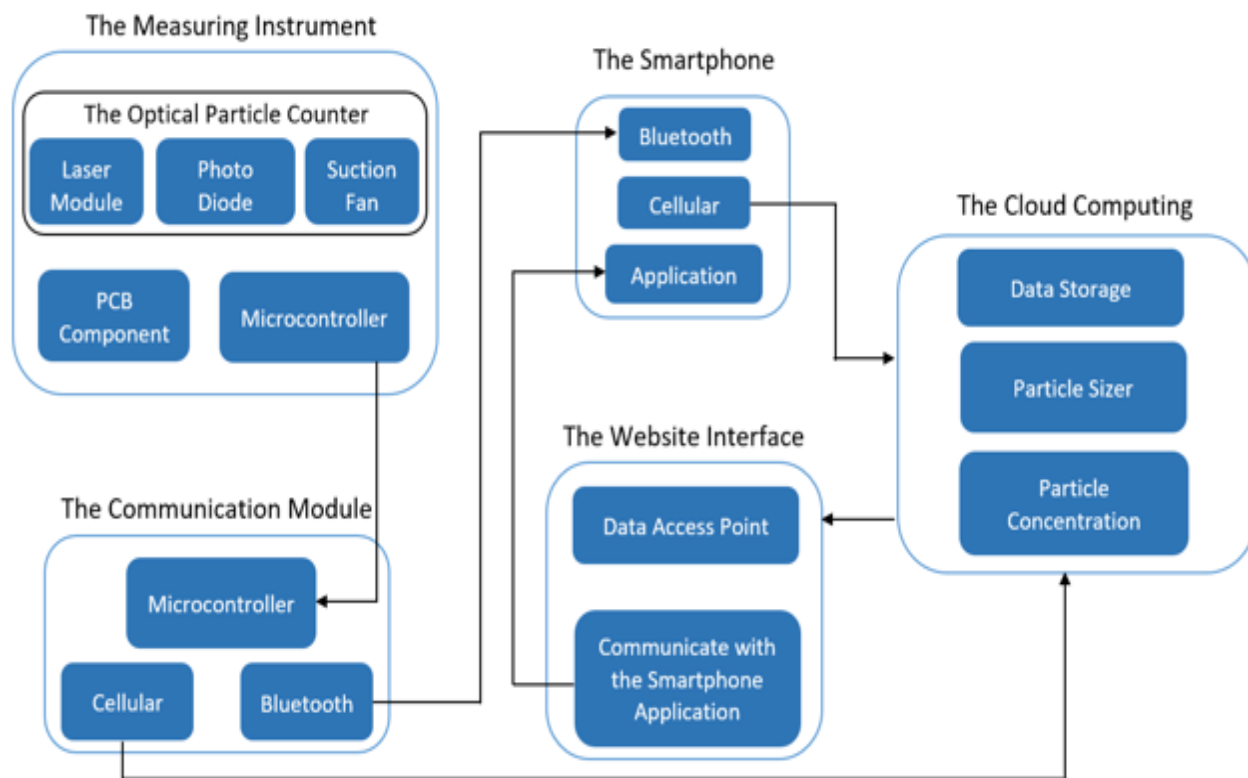 The Measuring Instrument
The Optical Particle Counter
Laser
Module
Photo
Diode
Suction
Fan
PCB
Component
Microcontroller
The Communication Module
Microcontroller
Cellular
Bluetooth
The Smartphone
Bluetooth
Cellular
Application
The Website Interface
Data Access Point
Communicate with
the Smartphone
Application
The Cloud Computing
Data Storage
Particle Sizer
Particle
Concentration